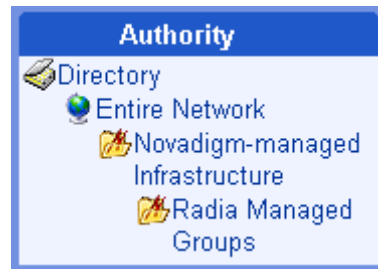 Authority
Directory
Entire Network
Novadigm-managed
Infrastructure
Radia Managed
Groups